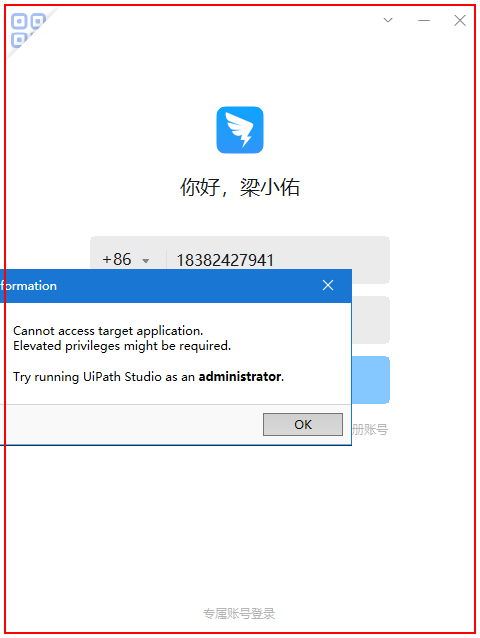 你好，梁小佑
+86 18382427941
formation
Cannot access target application.
Elevated privileges might be required.
Try running UiPath Studio as an administrator.
OK
册账号
专属账号登录